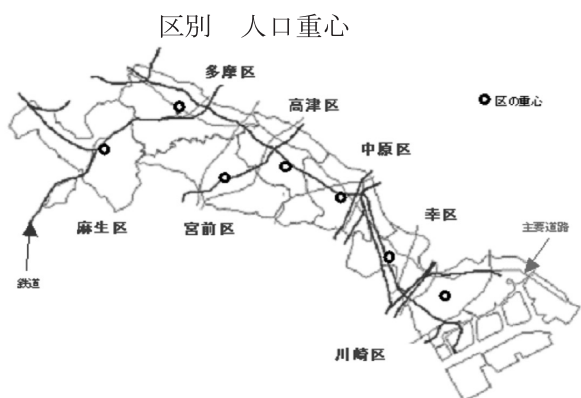 区別 人口重心
多摩区
区の重心
高津区
中原区
幸区
主要道路
麻生区
宮前区
鉄道
川崎区